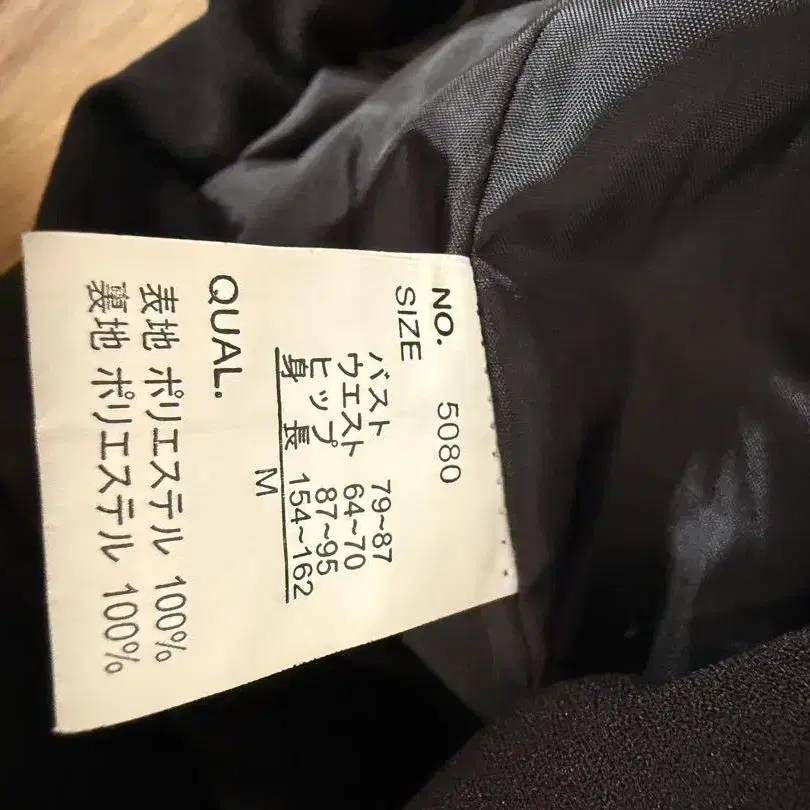 NO. 5080
SIZE
バスト 79~87
ウエスト 64~70
ヒップ 87~95
身長 154~162
M
QUAL.
表地 ポリエステル 100%
裏地 ポリエステル 100%